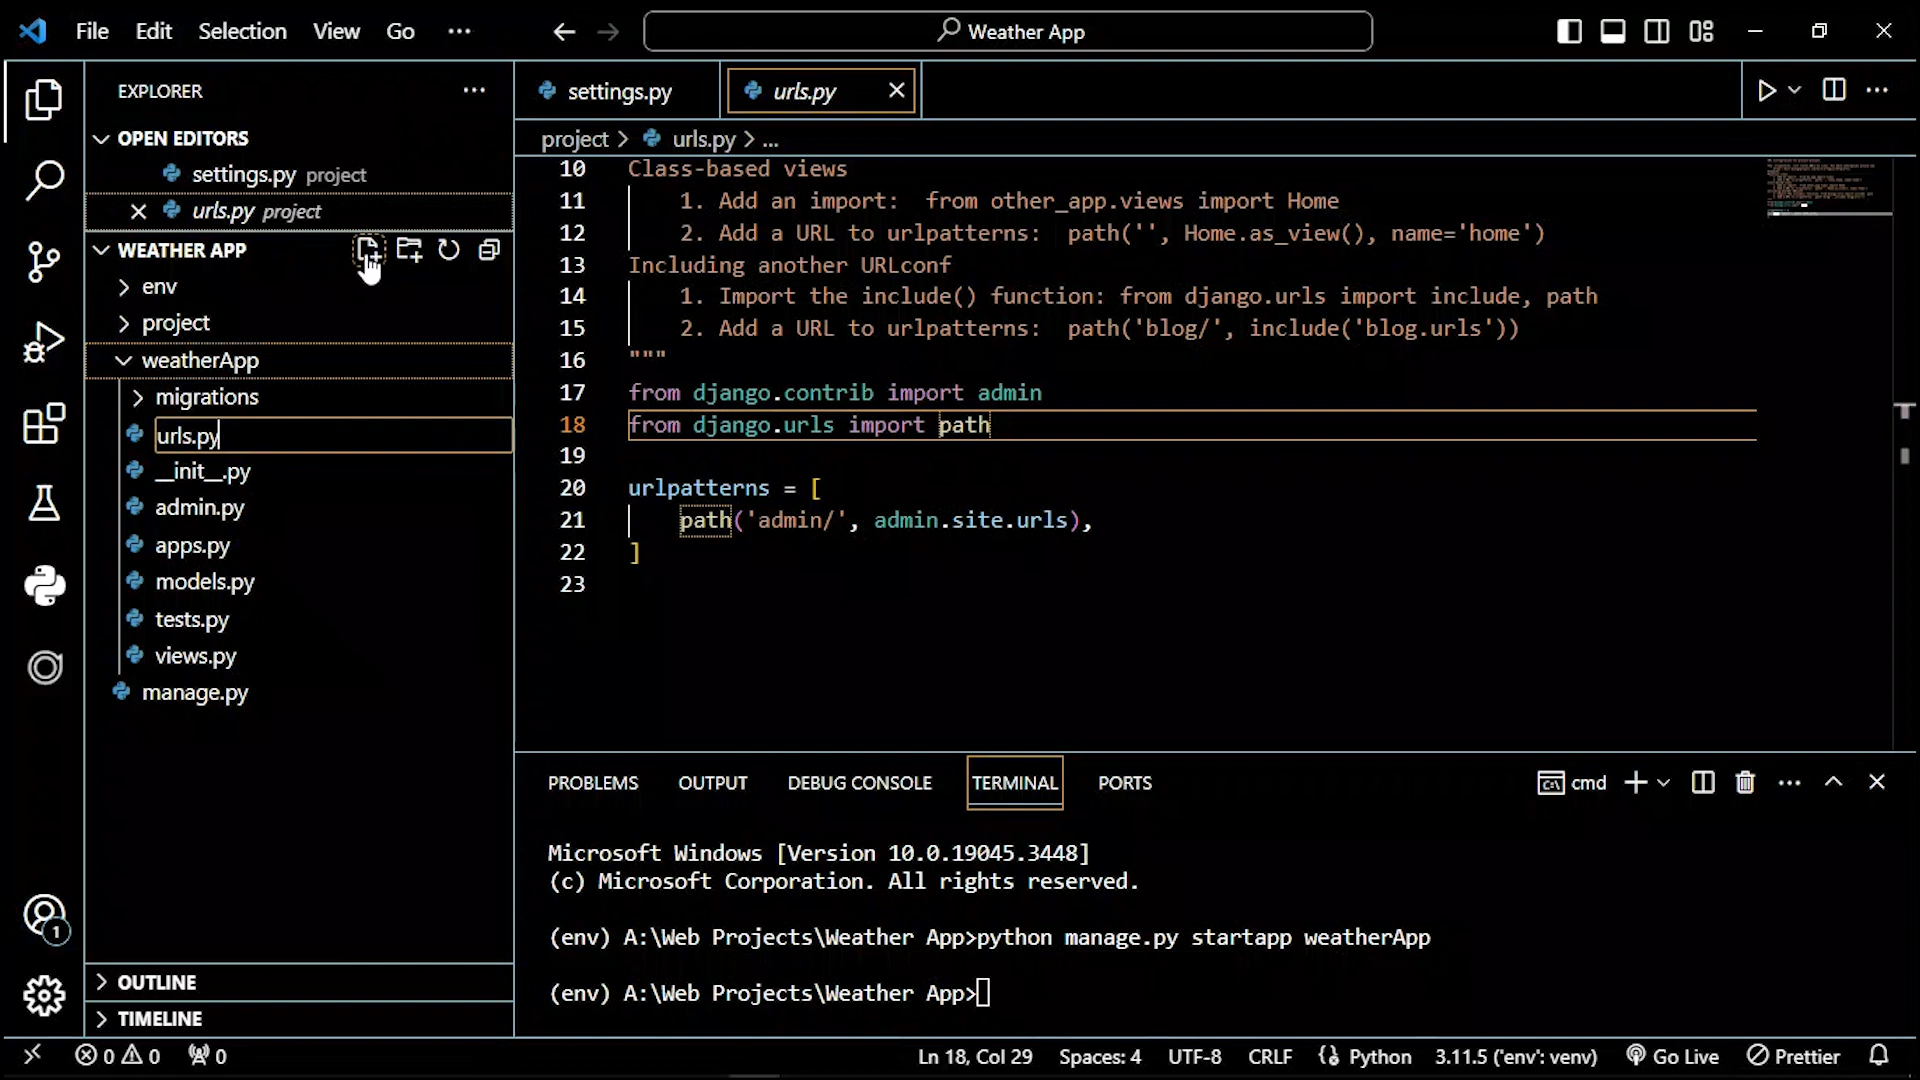 File Edit Selection View Go ···
Weather App
EXPLORER ···
OPEN EDITORS
settings.py project
urls.py project
WEATHER APP
env
project
weatherApp
migrations
urls.py
__init__.py
admin.py
apps.py
models.py
tests.py
views.py
manage.py
OUTLINE
TIMELINE
settings.py urls.py
project > urls.py > ...
10 Class-based views
11 1. Add an import:  from other_app.views import Home
12 2. Add a URL to urlpatterns:  path('', Home.as_view(), name='home')
13 Including another URLconf
14 1. Import the include() function: from django.urls import include, path
15 2. Add a URL to urlpatterns:  path('blog/', include('blog.urls'))
16 """
17 from django.contrib import admin
18 from django.urls import path
19
20 urlpatterns = [
21 path('admin/', admin.site.urls),
22 ]
23
PROBLEMS OUTPUT DEBUG CONSOLE TERMINAL PORTS
cmd
Microsoft Windows [Version 10.0.19045.3448]
(c) Microsoft Corporation. All rights reserved.
(env) A:\Web Projects\Weather App>python manage.py startapp weatherApp
(env) A:\Web Projects\Weather App>
1
0 0 0
Ln 18, Col 29 Spaces: 4 UTF-8 CRLF Python 3.11.5 ('env': venv) Go Live Prettier